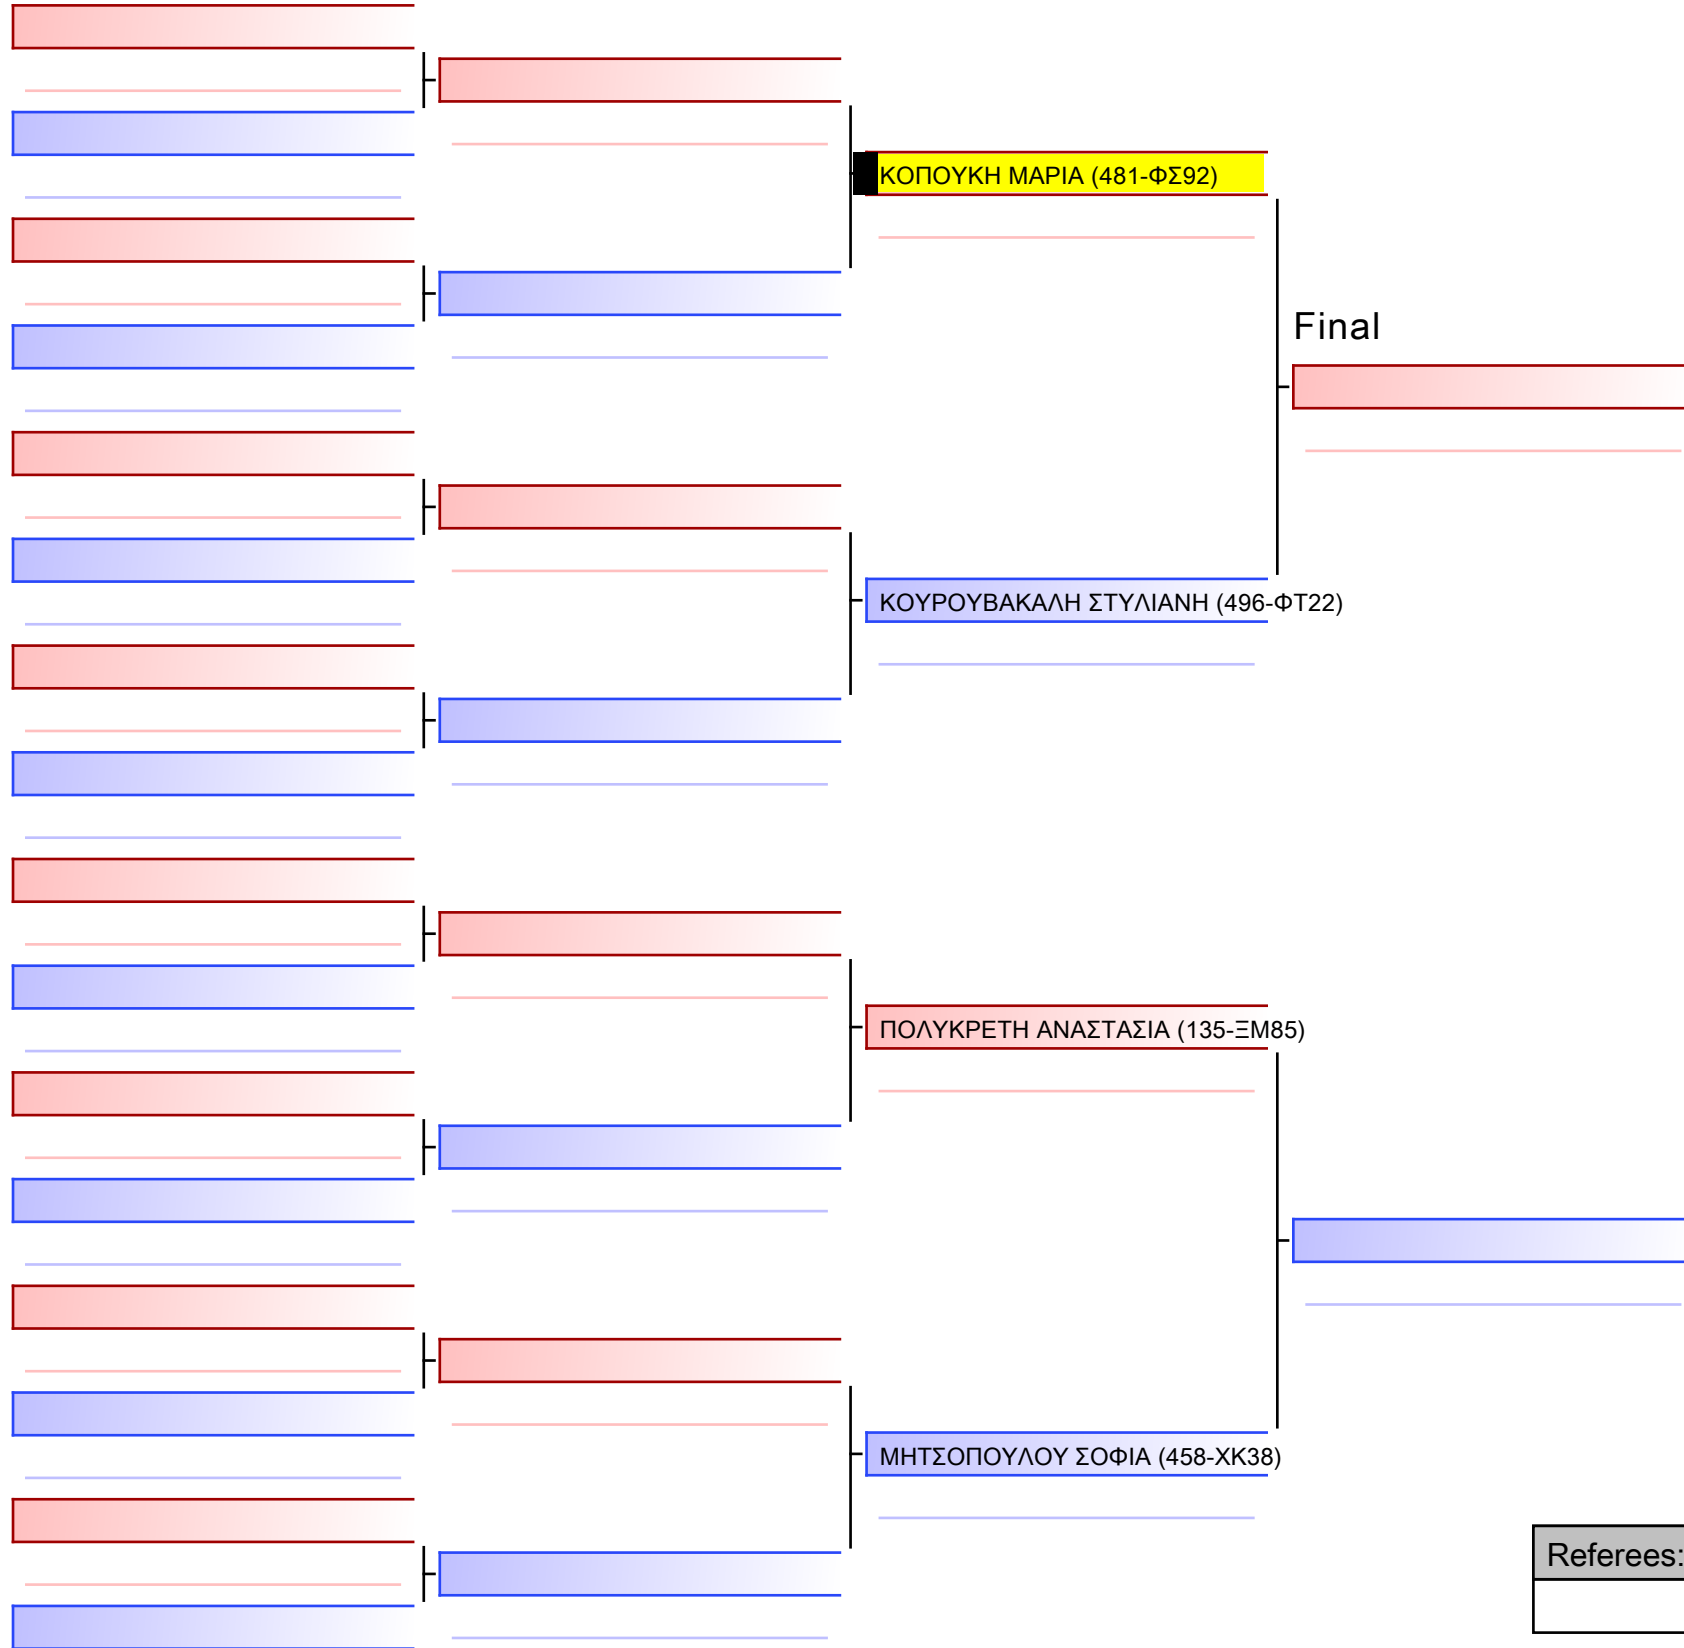 ΚΟΠΟΥΚΗ ΜΑΡΙΑ (481-ΦΣ92)
Final
ΚΟΥΡΟΥΒΑΚΑΛΗ ΣΤΥΛΙΑΝΗ (496-ΦΤ22)
ΠΟΛΥΚΡΕΤΗ ΑΝΑΣΤΑΣΙΑ (135-ΞΜ85)
ΜΗΤΣΟΠΟΥΛΟΥ ΣΟΦΙΑ (458-ΧΚ38)
Referees: